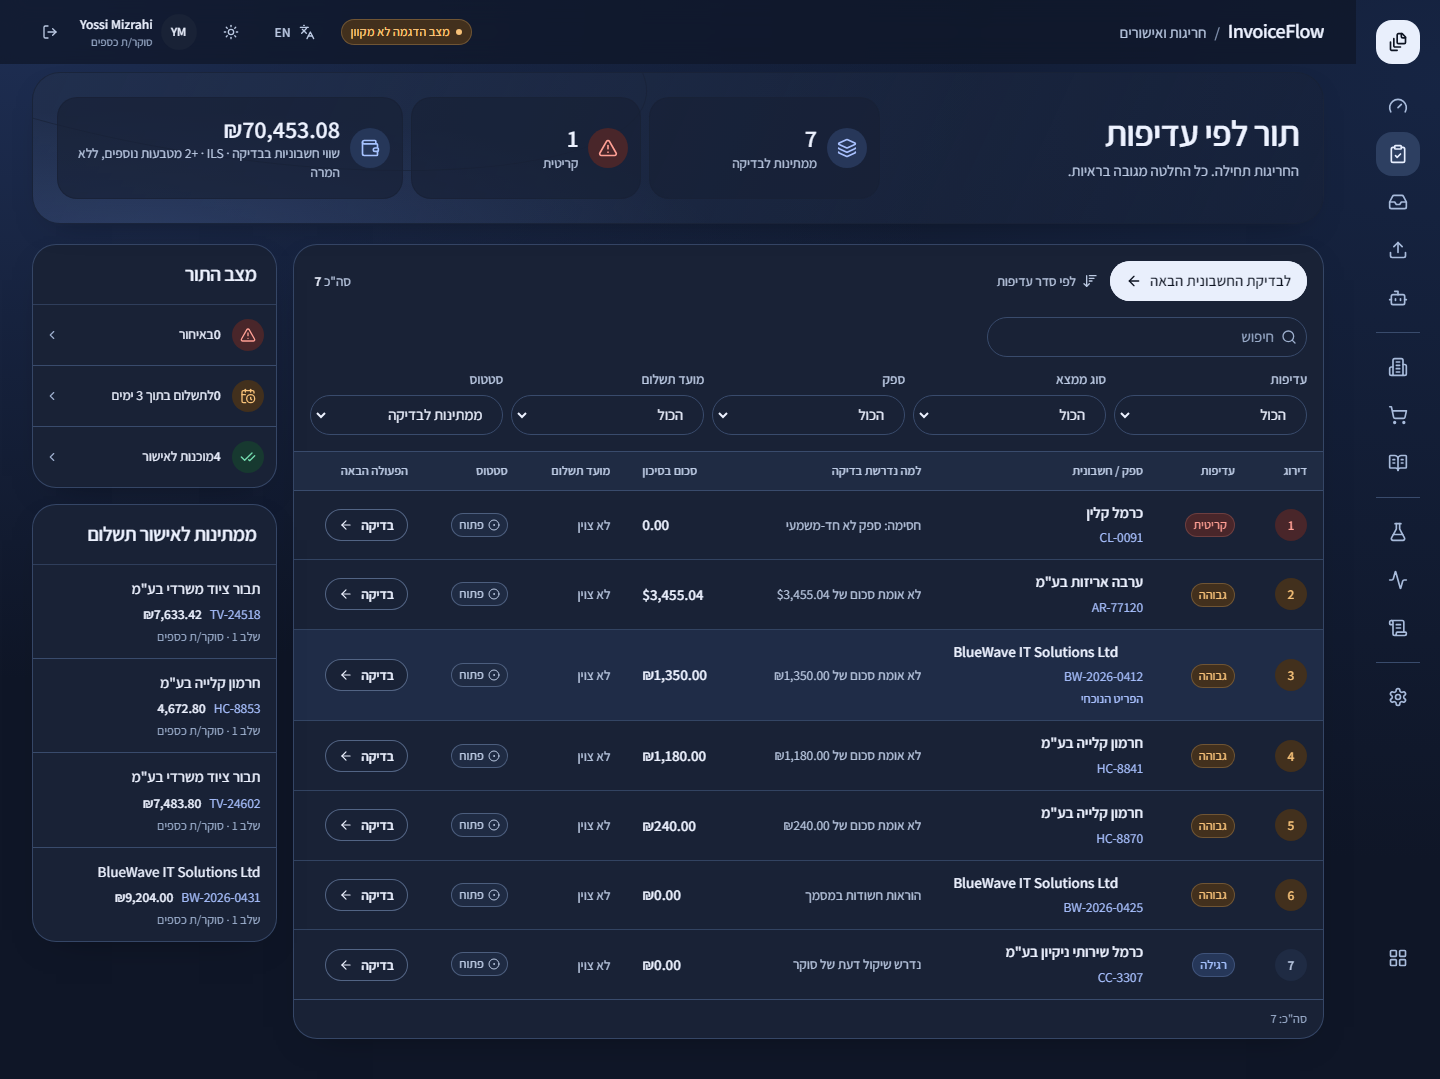 InvoiceFlow / חריגות ואישורים
מצב הדגמה לא מקוון
EN
YM
Yossi Mizrahi
סוקר/ת כספים
תור לפי עדיפות
החריגות תחילה. כל החלטה מגובה בראיות.
7
ממתינות לבדיקה
1
קריטית
₪70,453.08
שווי חשבוניות בבדיקה · ILS · +2 מטבעות נוספים, ללא
המרה
לבדיקת החשבונית הבאה
לפי סדר עדיפות
סה"כ 7
חיפוש
עדיפות
סוג ממצא
ספק
מועד תשלום
סטטוס
הכול
הכול
הכול
הכול
ממתינות לבדיקה
דירוג עדיפות ספק / חשבונית למה נדרשת בדיקה סכום בסיכון מועד תשלום סטטוס הפעולה הבאה
1 קריטית כרמל קלין חסימה: ספק לא חד-משמעי 0.00 לא צוין פתוח בדיקה
CL-0091
2 גבוהה ערבה אריזות בע"מ לא אומת סכום של $3,455.04 $3,455.04 לא צוין פתוח בדיקה
AR-77120
3 גבוהה BlueWave IT Solutions Ltd לא אומת סכום של ₪1,350.00 ₪1,350.00 לא צוין פתוח בדיקה
BW-2026-0412
הפריט הנוכחי
4 גבוהה חרמון קלייה בע"מ לא אומת סכום של ₪1,180.00 ₪1,180.00 לא צוין פתוח בדיקה
HC-8841
5 גבוהה חרמון קלייה בע"מ לא אומת סכום של ₪240.00 ₪240.00 לא צוין פתוח בדיקה
HC-8870
6 גבוהה BlueWave IT Solutions Ltd הוראות חשודות במסמך ₪0.00 לא צוין פתוח בדיקה
BW-2026-0425
7 רגילה כרמל שירותי ניקיון בע"מ נדרש שיקול דעת של סוקר ₪0.00 לא צוין פתוח בדיקה
CC-3307
סה"כ: 7
מצב התור
0באיחור
0לתשלום בתוך 3 ימים
4מוכנות לאישור
ממתינות לאישור תשלום
תבור ציוד משרדי בע"מ
TV-24518 ₪7,633.42
שלב 1 · סוקר/ת כספים
חרמון קלייה בע"מ
HC-8853 4,672.80
שלב 1 · סוקר/ת כספים
תבור ציוד משרדי בע"מ
TV-24602 ₪7,483.80
שלב 1 · סוקר/ת כספים
BlueWave IT Solutions Ltd
BW-2026-0431 ₪9,204.00
שלב 1 · סוקר/ת כספים